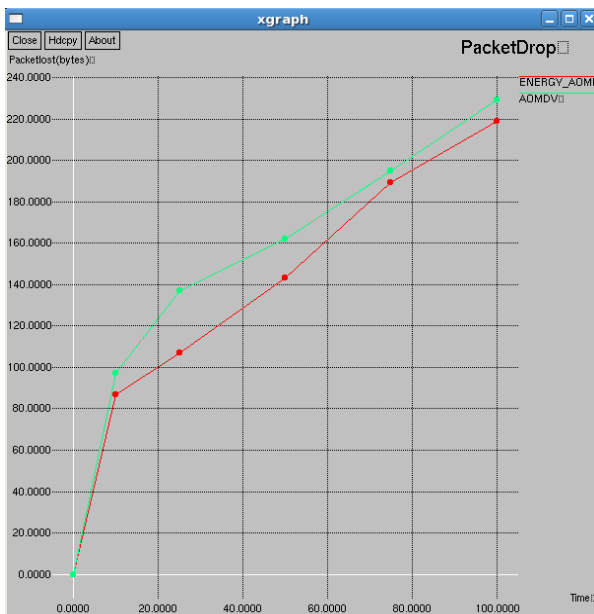 xgraph
Close Hdcpy About
PacketDrop
Packetlost(bytes)
240.0000
ENERGY_AOM
AOMDV
220.0000
200.0000
180.0000
160.0000
140.0000
120.0000
100.0000
80.0000
60.0000
40.0000
20.0000
0.0000
Time
0.0000 20.0000 40.0000 60.0000 80.0000 100.0000